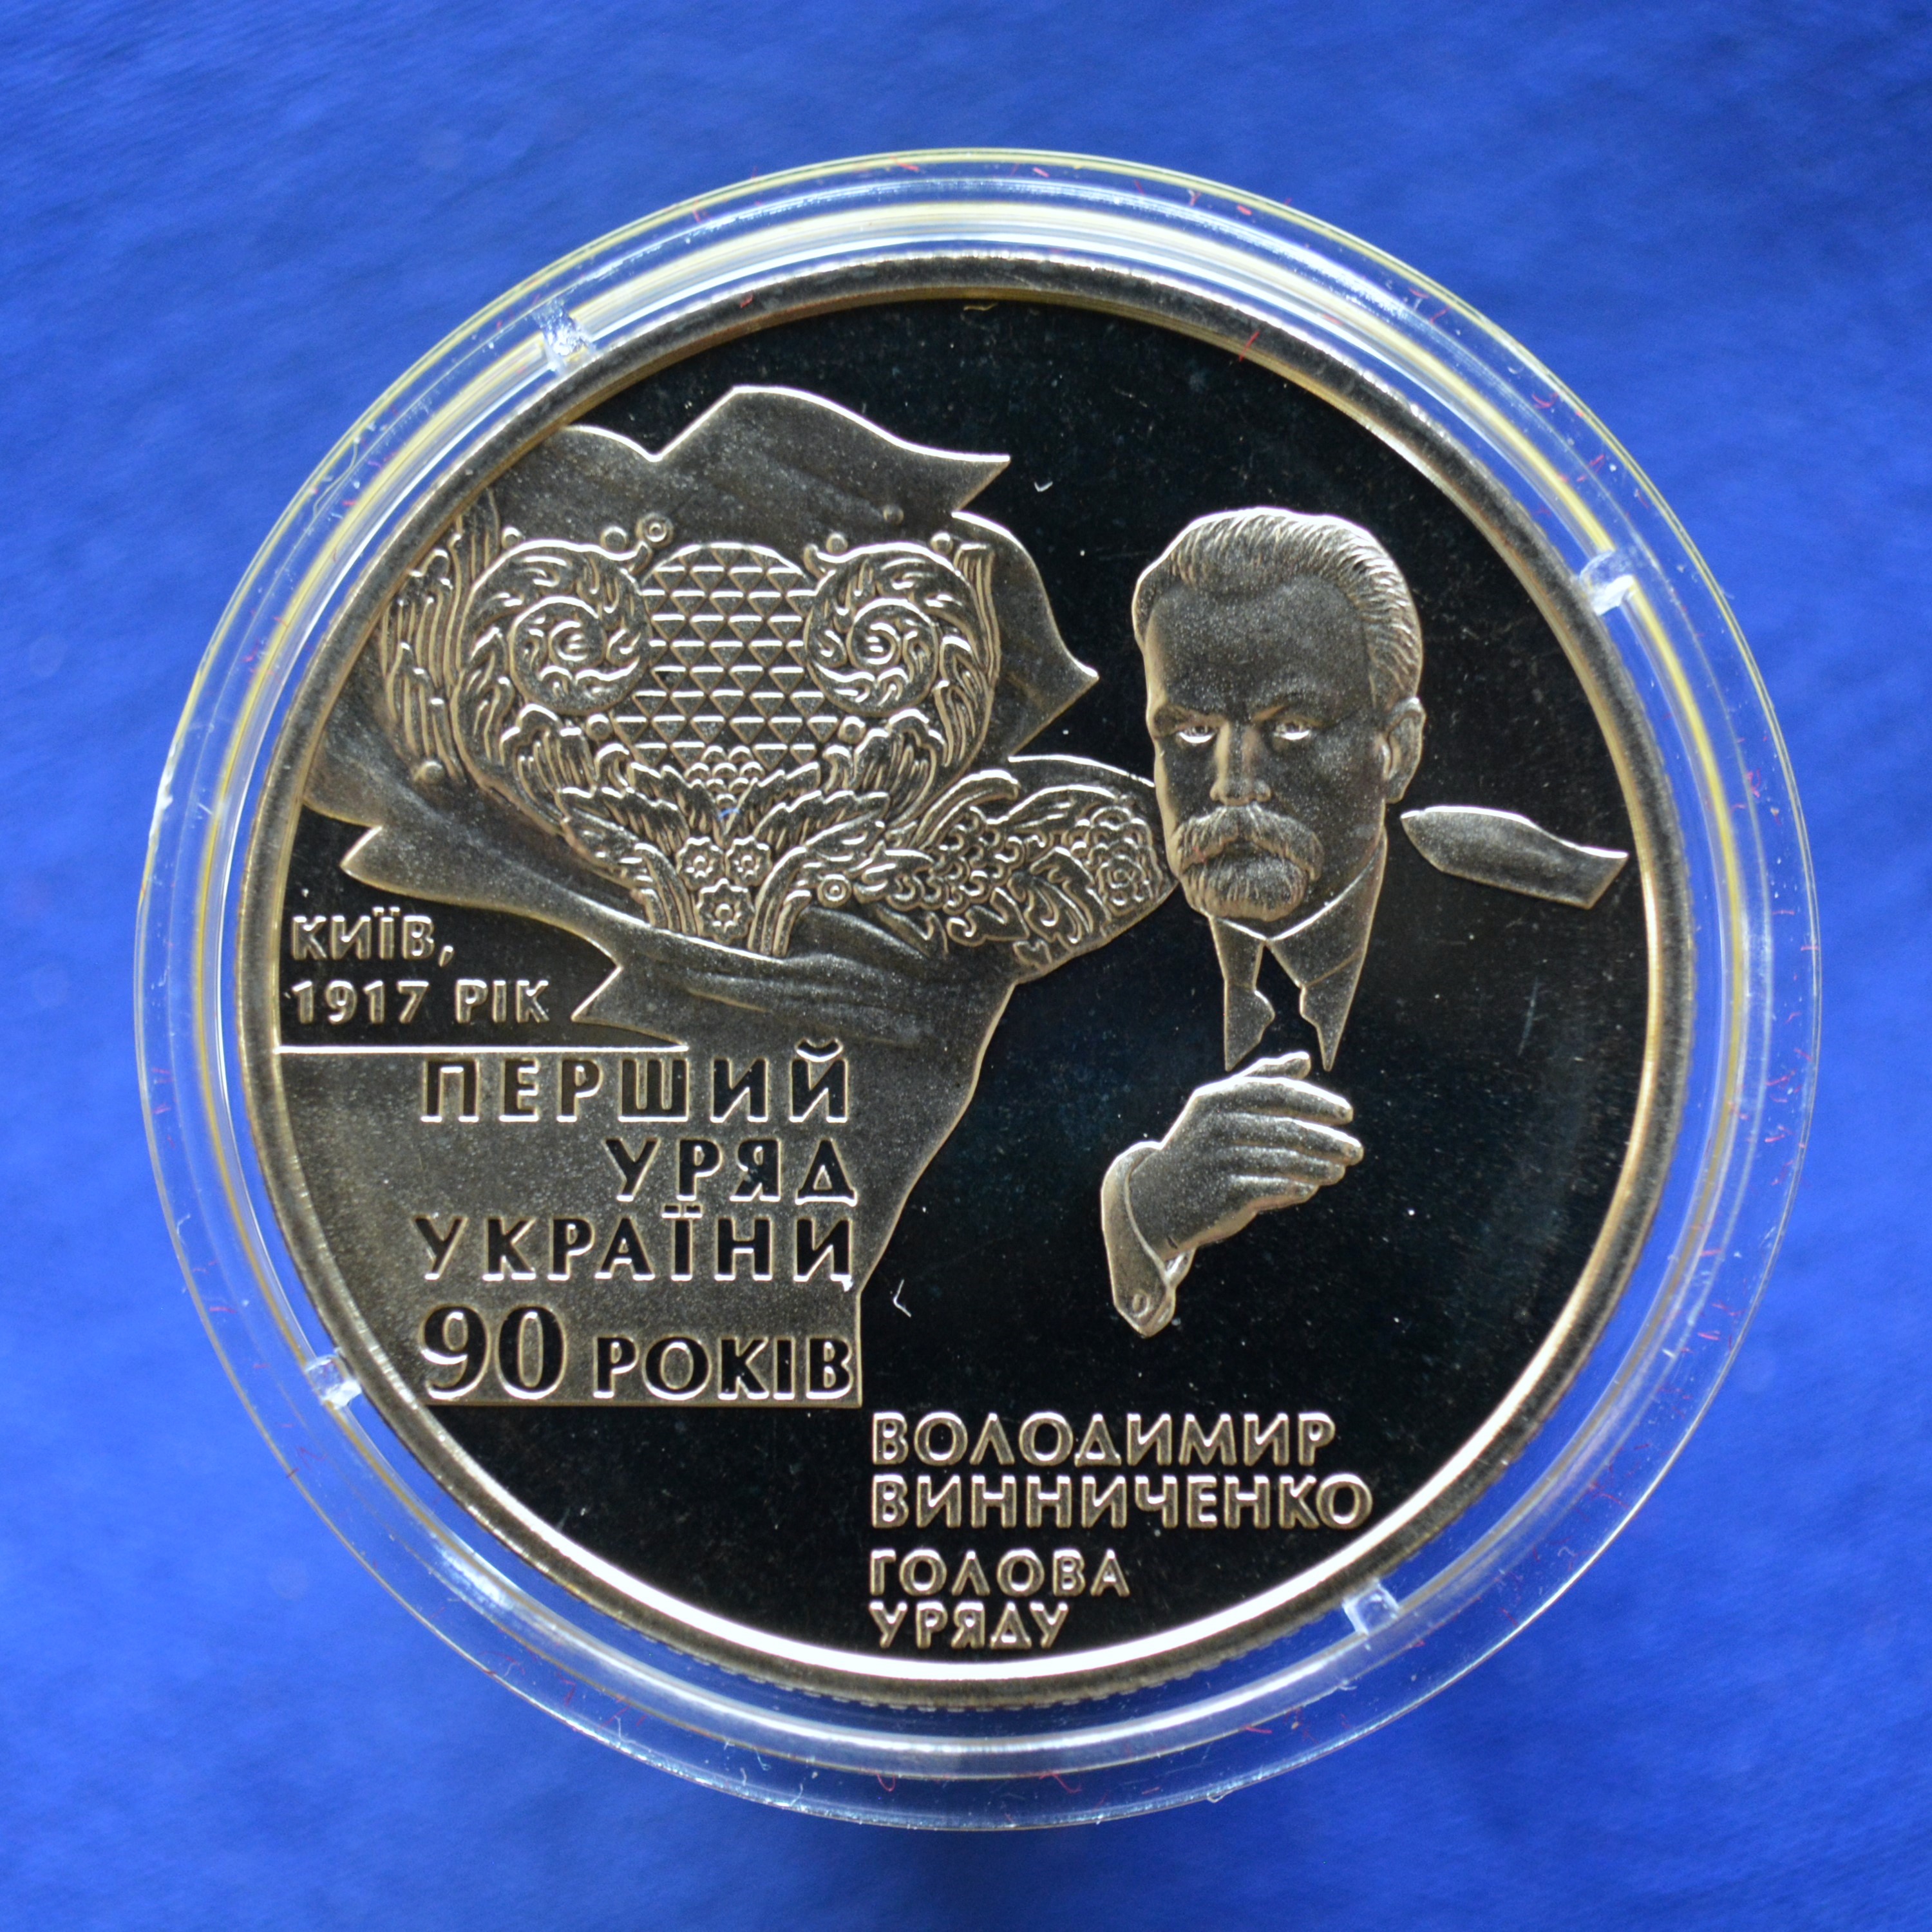 КИЇВ,
1917 РІК
ПЕРШИЙ
УРЯД
УКРАЇНИ
90 РОКІВ
ВОЛОДИМИР
ВИННИЧЕНКО
ГОЛОВА
УРЯДУ